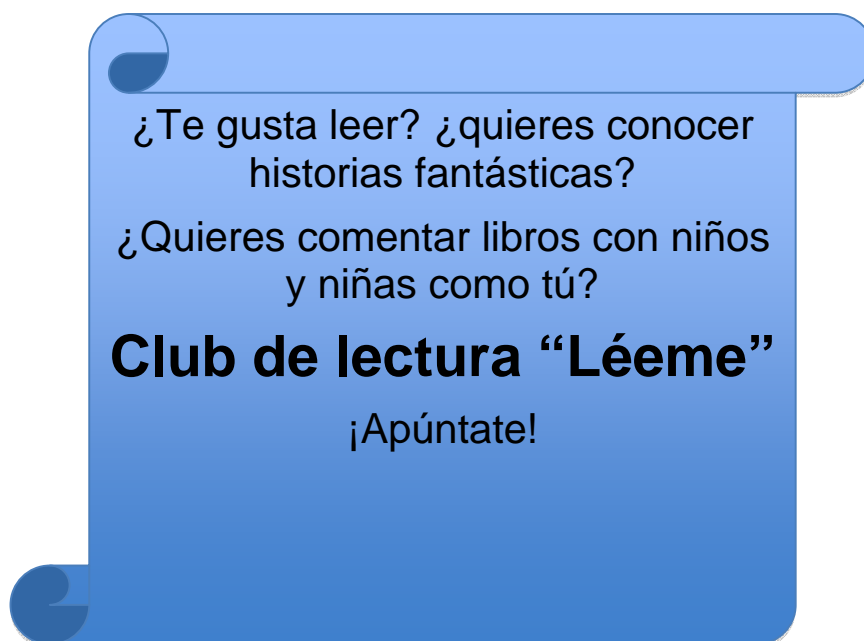 ¿Te gusta leer? ¿quieres conocer
historias fantásticas?
¿Quieres comentar libros con niños
y niñas como tú?
Club de lectura “Léeme”
¡Apúntate!